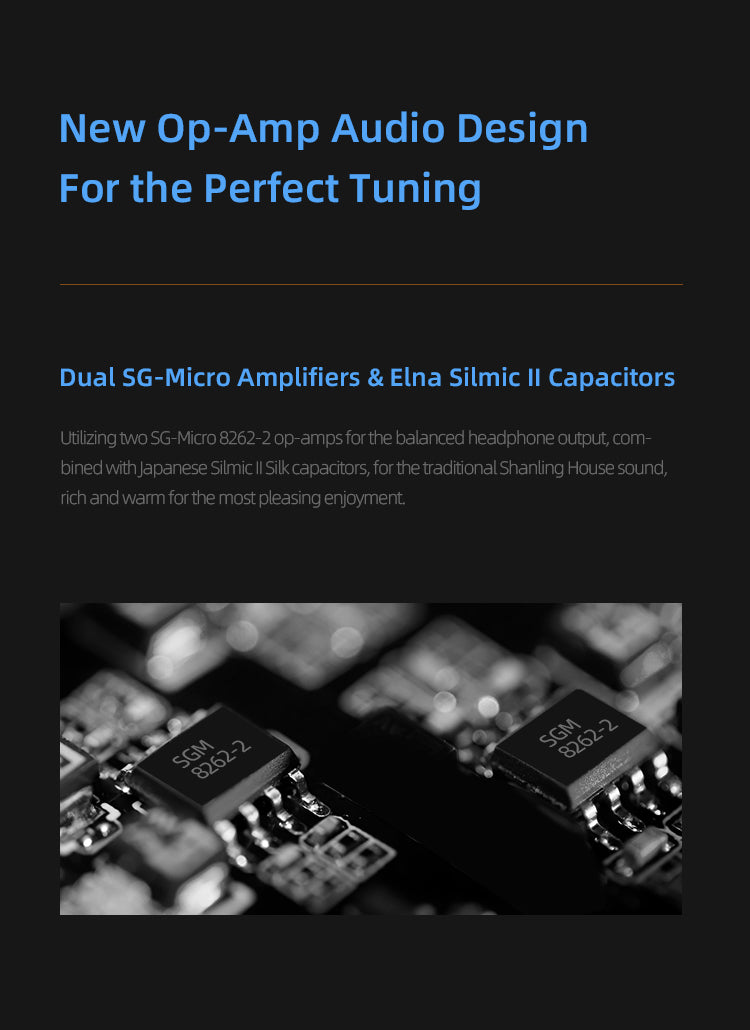 New Op-Amp Audio Design
For the Perfect Tuning
Dual SG-Micro Amplifiers & Elna Silmic II Capacitors
Utilizing two SG-Micro 8262-2 op-amps for the balanced headphone output, com-
bined with Japanese Silmic II Silk capacitors, for the traditional Shanling House sound,
rich and warm for the most pleasing enjoyment.
SGM
8262-2
SGM
8262-2